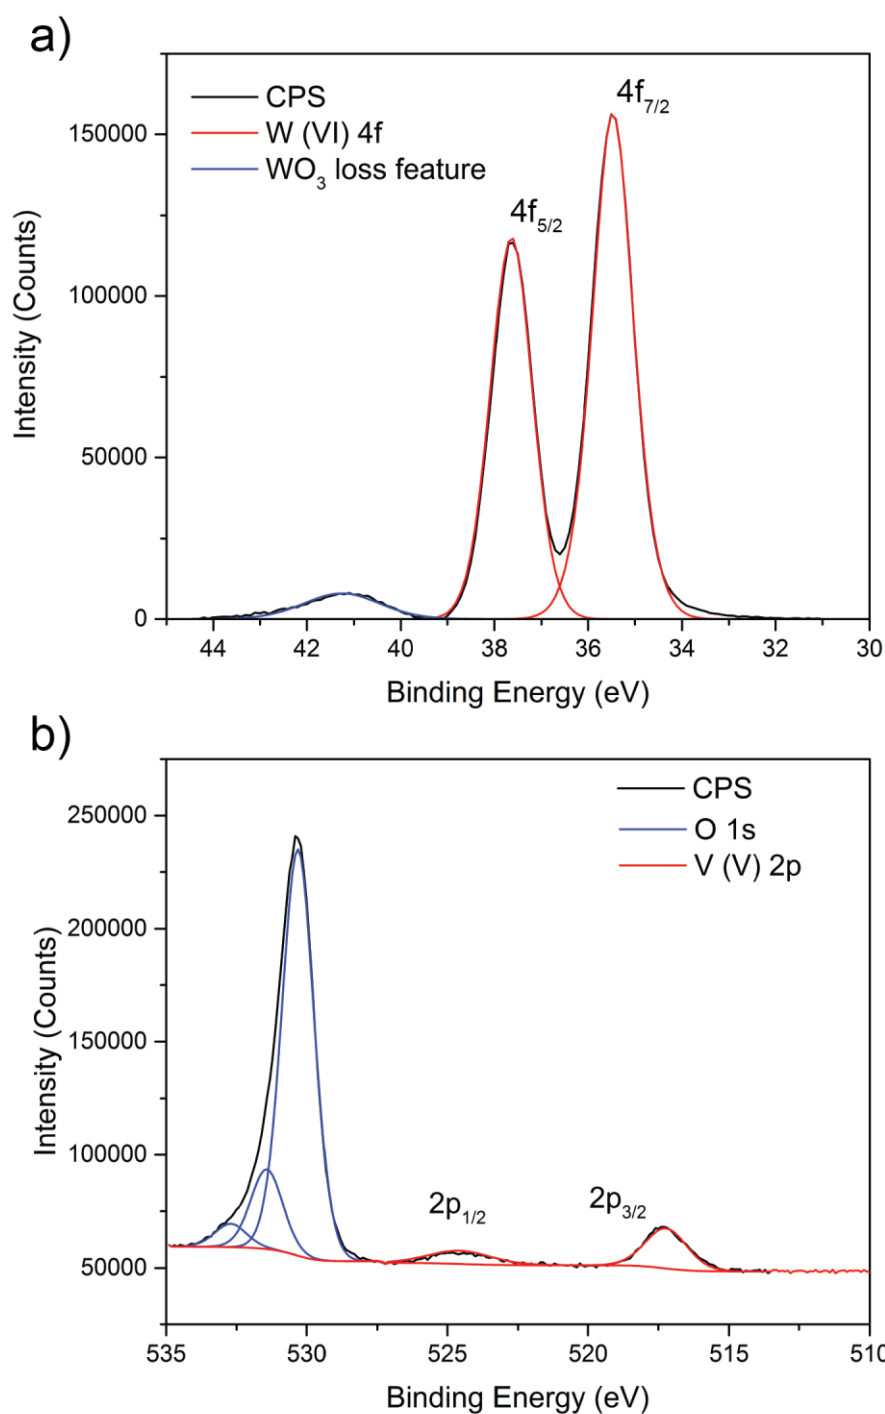 a)
CPS
W (VI) 4f
WO₃ loss feature
4f₇/₂
4f₅/₂
150000
100000
50000
0
Intensity (Counts)
44 42 40 38 36 34 32 30
Binding Energy (eV)
b)
CPS
O 1s
V (V) 2p
250000
200000
150000
100000
50000
Intensity (Counts)
2p₁/₂
2p₃/₂
535 530 525 520 515 510
Binding Energy (eV)